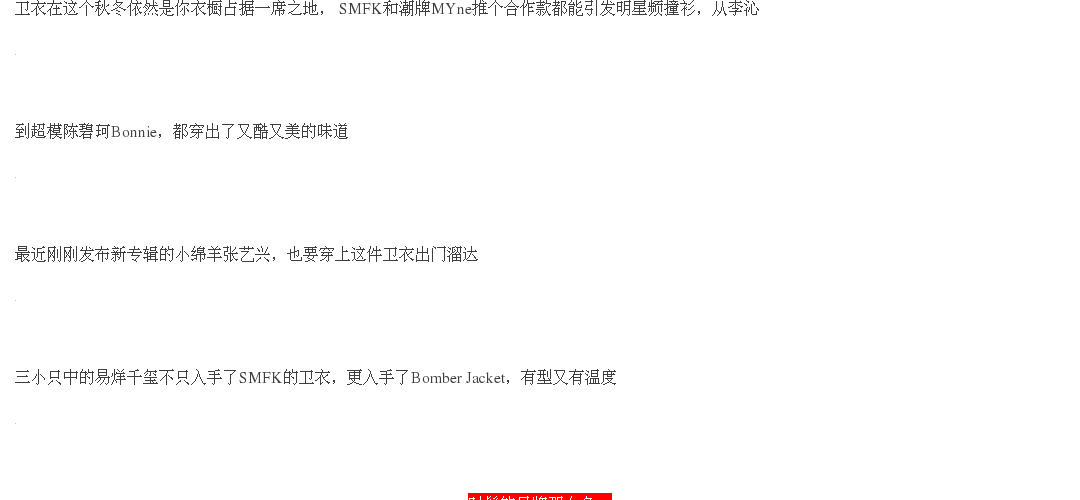 卫衣在这个秋冬依然是你衣橱占据一席之地， SMFK和潮牌MYne推个合作款都能引发明星频撞衫，从李沁
到超模陈碧珂Bonnie，都穿出了又酷又美的味道
最近刚刚发布新专辑的小绵羊张艺兴，也要穿上这件卫衣出门溜达
三小只中的易烊千玺不只入手了SMFK的卫衣，更入手了Bomber Jacket，有型又有温度